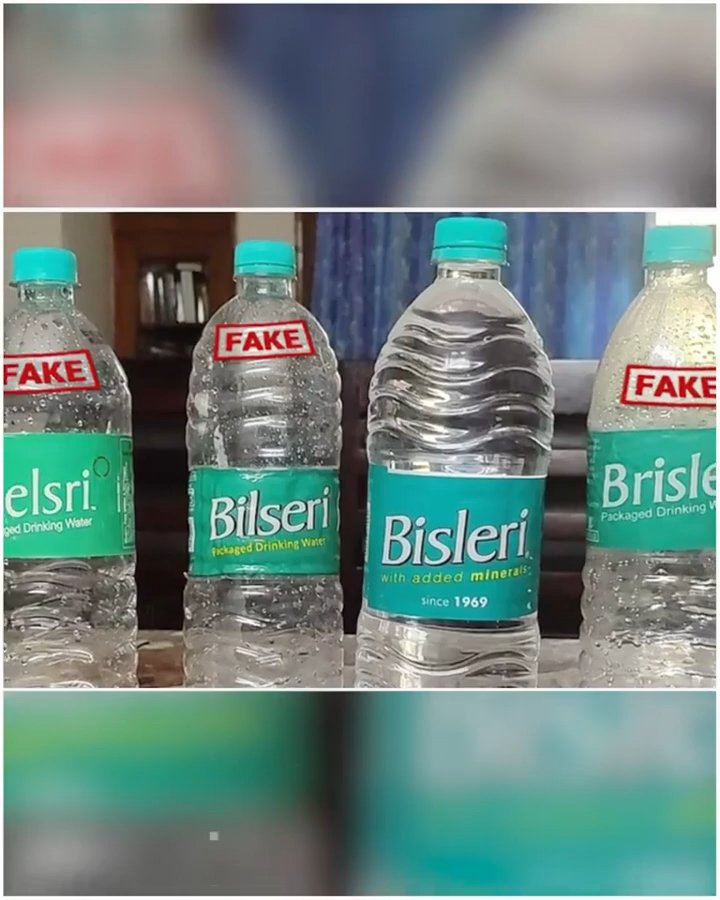 FAKE
elsri
ged Drinking Water
FAKE
Bilseri
Packaged Drinking Water
Bisleri
with added minerals
since 1969
FAKE
Brisle
Packaged Drinking W